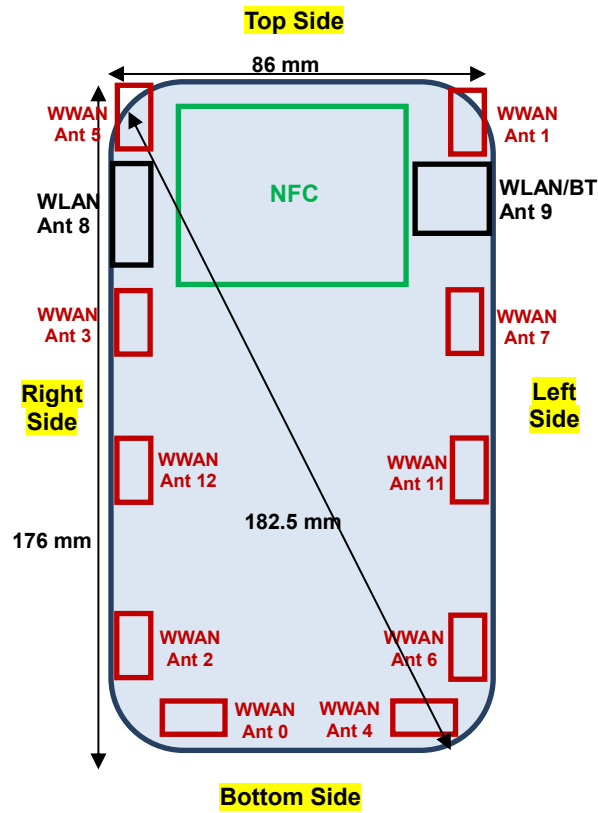 Top Side
86 mm
WWAN
Ant 5
WWAN
Ant 1
NFC
WLAN
Ant 8
WLAN/BT
Ant 9
WWAN
Ant 3
WWAN
Ant 7
Right
Side
Left
Side
WWAN
Ant 12
WWAN
Ant 11
182.5 mm
176 mm
WWAN
Ant 2
WWAN
Ant 6
WWAN
Ant 0
WWAN
Ant 4
Bottom Side